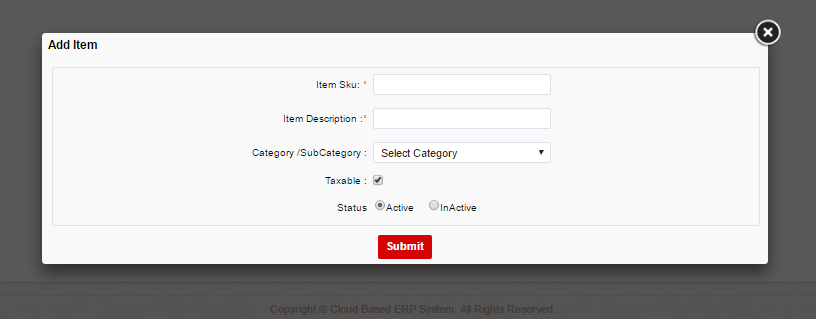 Add Item
Item Sku: *
Item Description :*
Category /SubCategory : Select Category
Taxable :
Status Active InActive
Submit
Copyright © Cloud Based ERP System. All Rights Reserved.